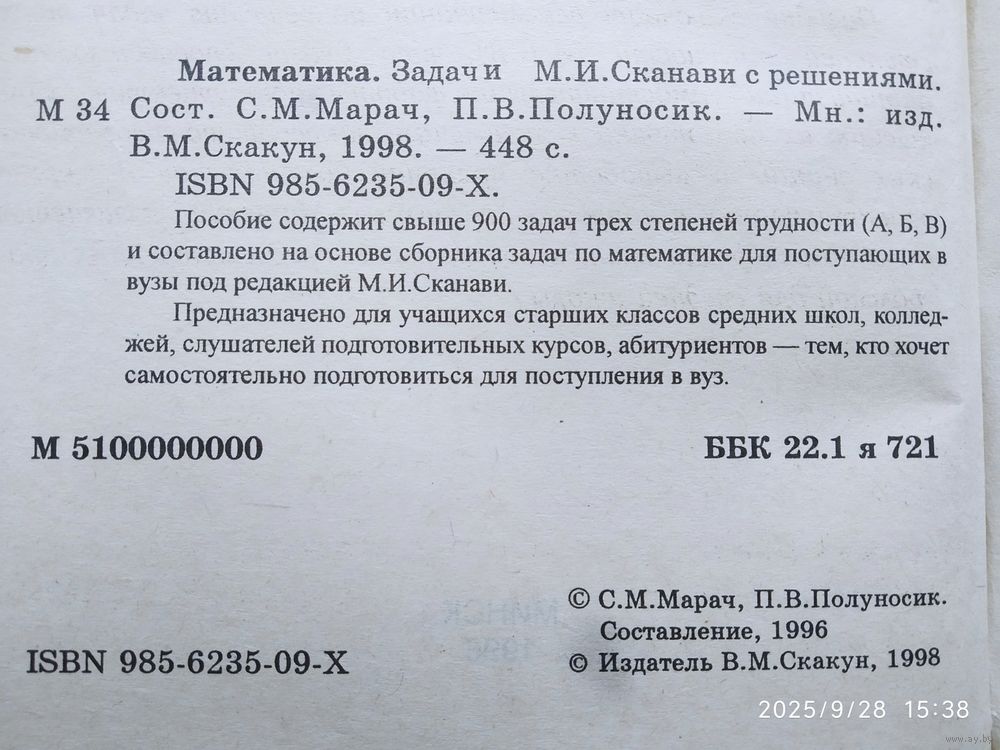 Математика. Задачи М.И.Сканави с решениями.
М 34 Сост. С.М.Марач, П.В.Полуносик. — Мн.: изд.
В.М.Скакун, 1998. — 448 с.
ISBN 985-6235-09-X.
Пособие содержит свыше 900 задач трех степеней трудности (А, Б, В)
и составлено на основе сборника задач по математике для поступающих в
вузы под редакцией М.И.Сканави.
Предназначено для учащихся старших классов средних школ, коллед-
жей, слушателей подготовительных курсов, абитуриентов — тем, кто хочет
самостоятельно подготовиться для поступления в вуз.
М 5100000000
ББК 22.1 я 721
© С.М.Марач, П.В.Полуносик.
Составление, 1996
ISBN 985-6235-09-X
© Издатель В.М.Скакун, 1998
2025/9/28 15:38
www.ay.by